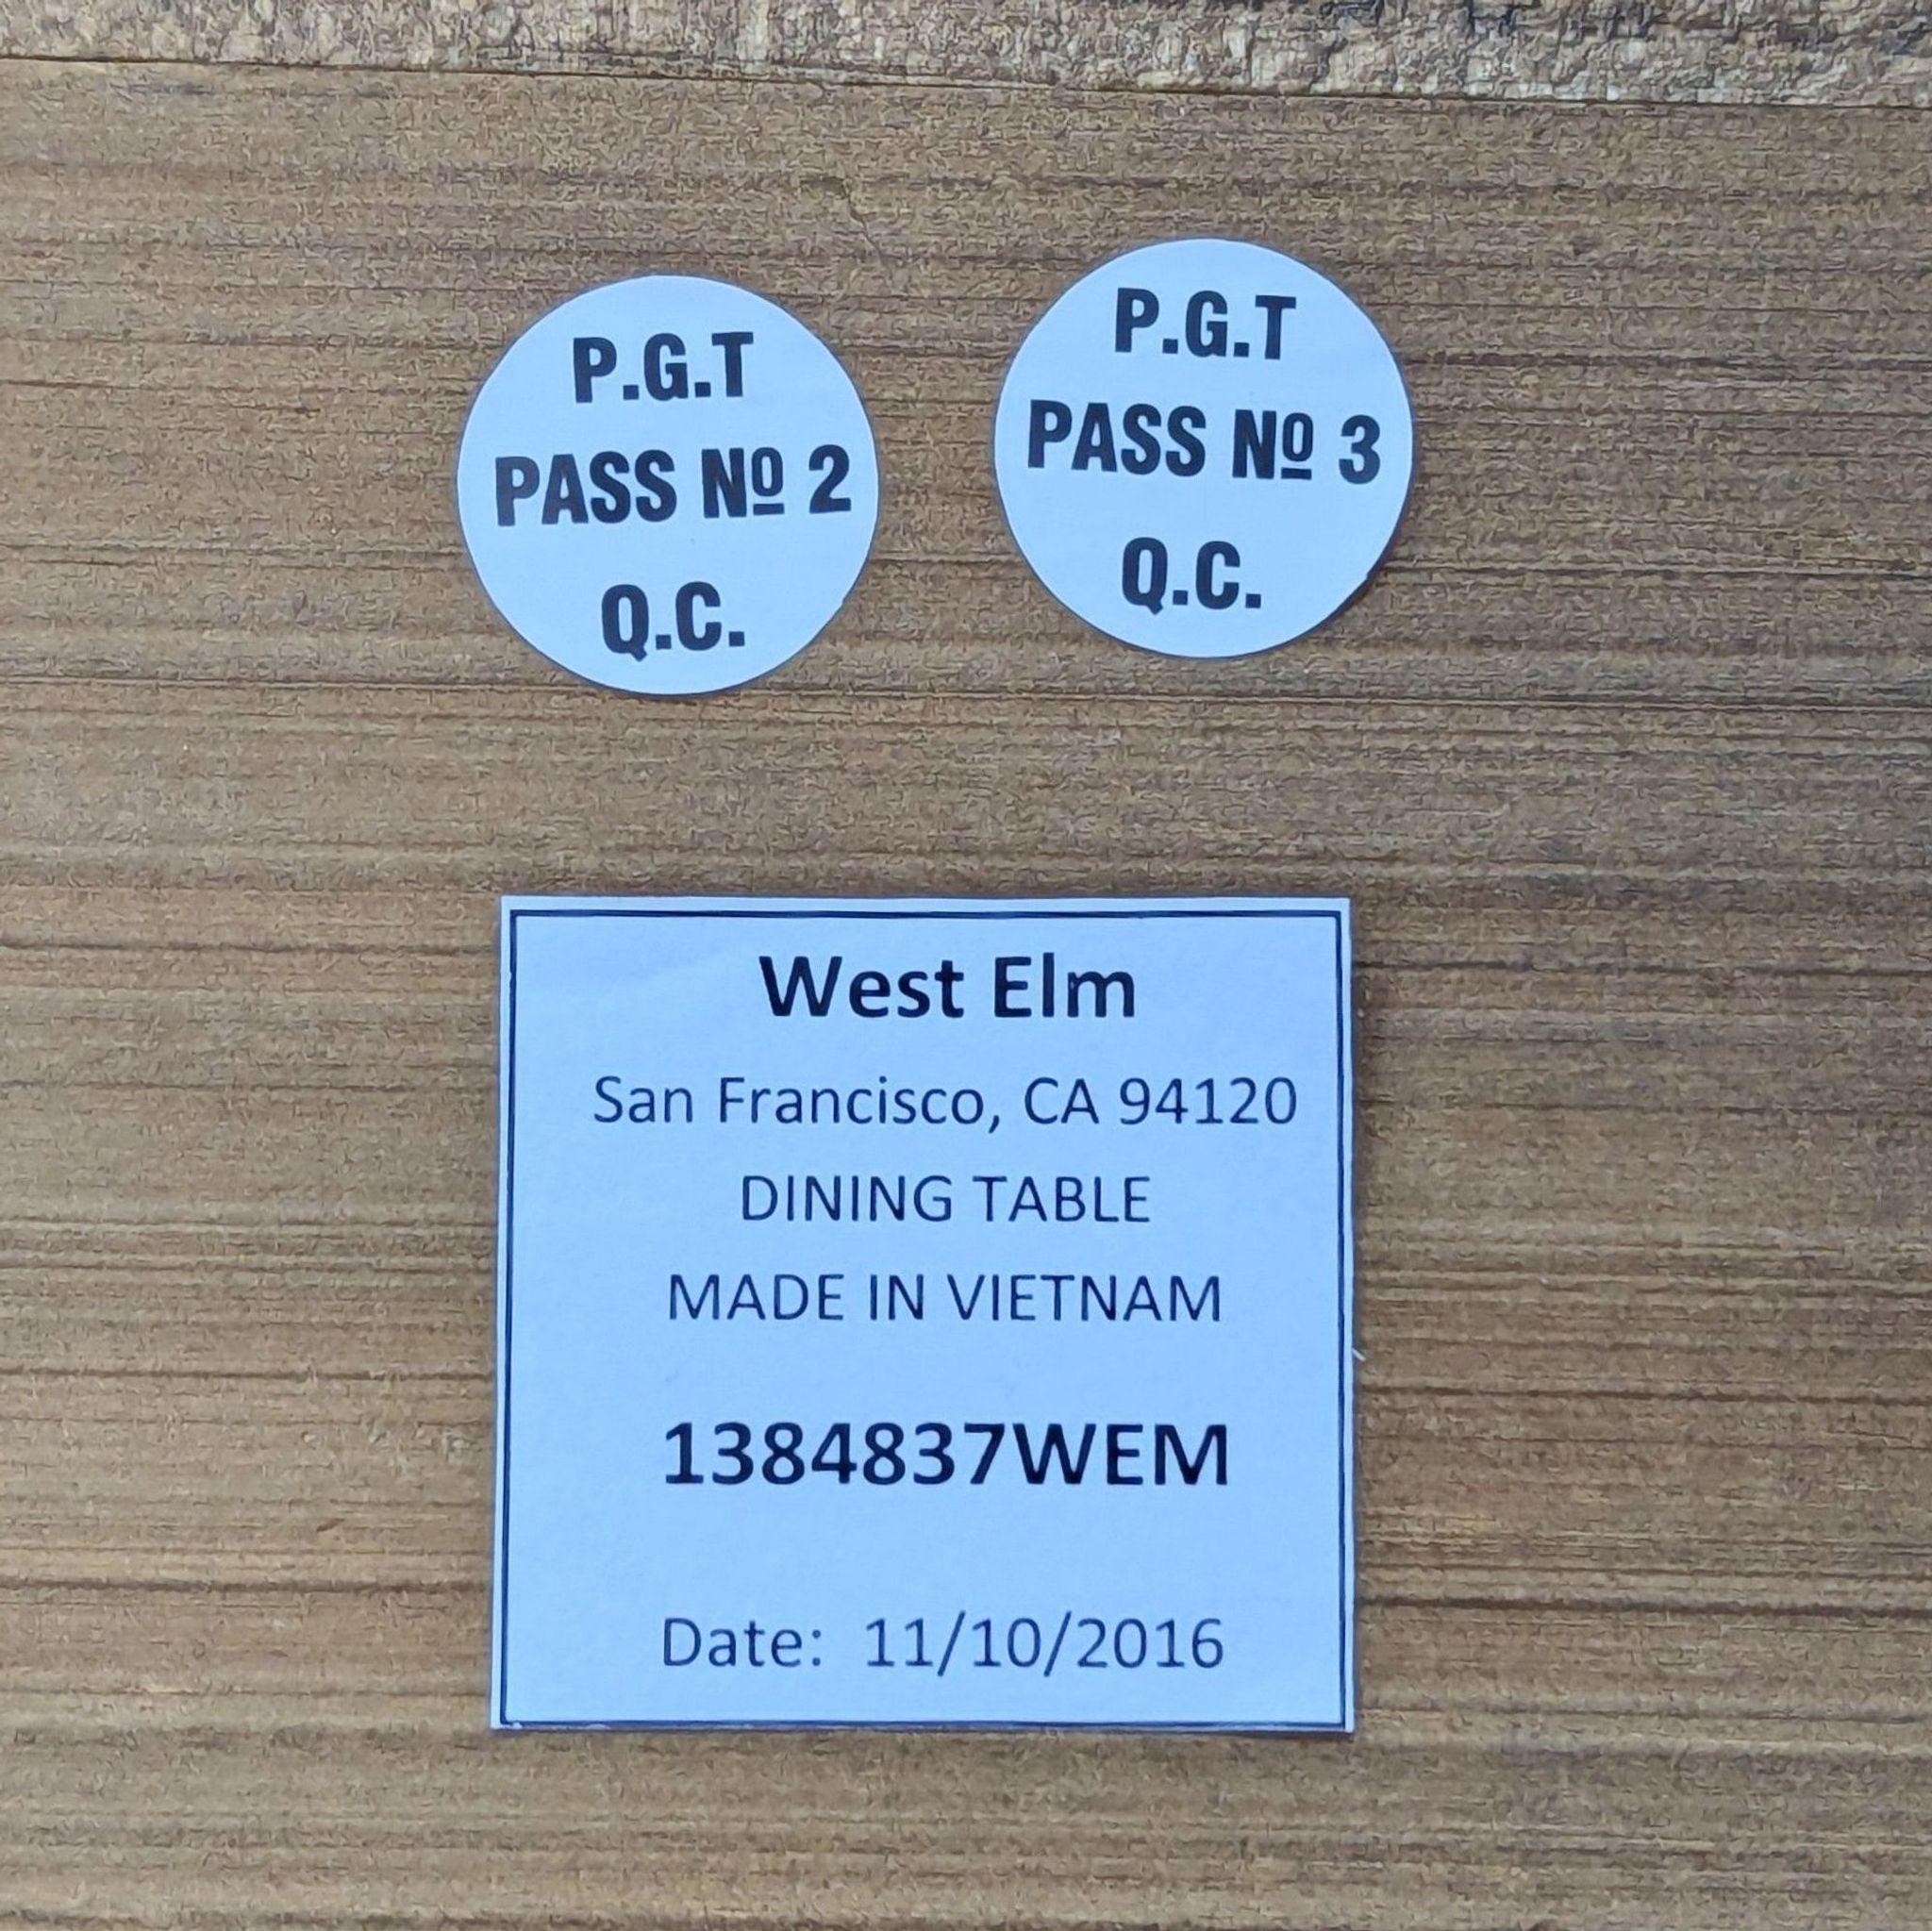 P.G.T
PASS Nº 2
Q.C.
P.G.T
PASS Nº 3
Q.C.
West Elm
San Francisco, CA 94120
DINING TABLE
MADE IN VIETNAM
1384837WEM
Date: 11/10/2016